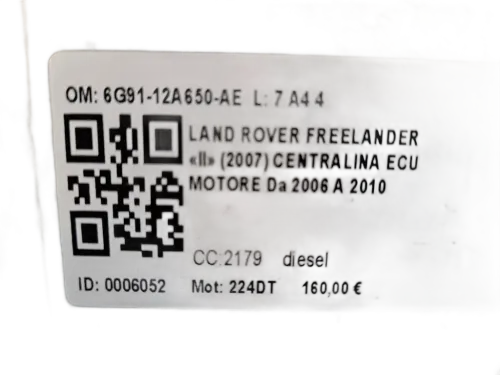 OM: 6G91-12A650-AE L: 7 A4 4
LAND ROVER FREELANDER
«II» (2007) CENTRALINA ECU
MOTORE Da 2006 A 2010
CC:2179 diesel
ID: 0006052 Mot: 224DT 160,00 €